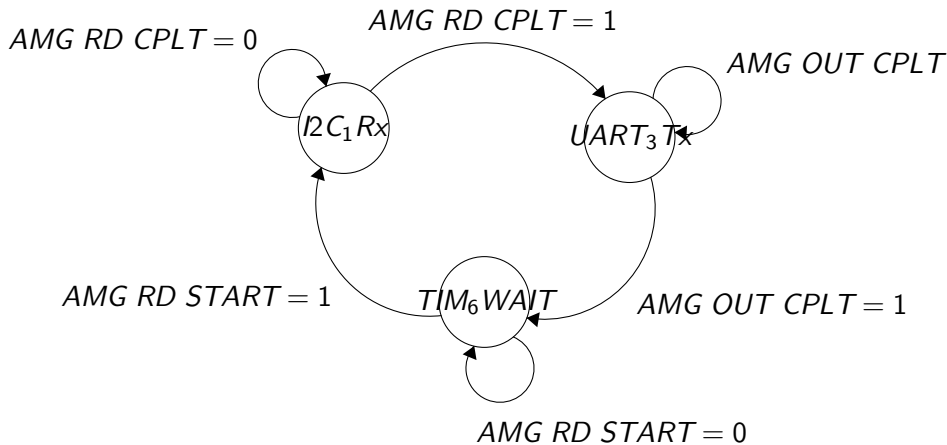 AMG RD CPLT = 0
AMG RD CPLT = 1
AMG OUT CPLT
I2C₁Rx
UART₃Tx
AMG RD START = 1
TIM₆WAIT
AMG OUT CPLT = 1
AMG RD START = 0